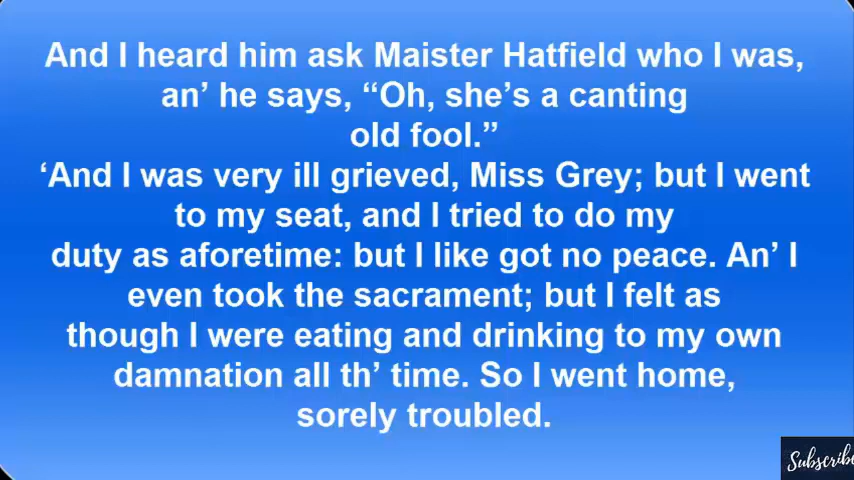 And I heard him ask Maister Hatfield who I was,
an’ he says, “Oh, she’s a canting
old fool.”
‘And I was very ill grieved, Miss Grey; but I went
to my seat, and I tried to do my
duty as aforetime: but I like got no peace. An’ I
even took the sacrament; but I felt as
though I were eating and drinking to my own
damnation all th’ time. So I went home,
sorely troubled.
Subscribe